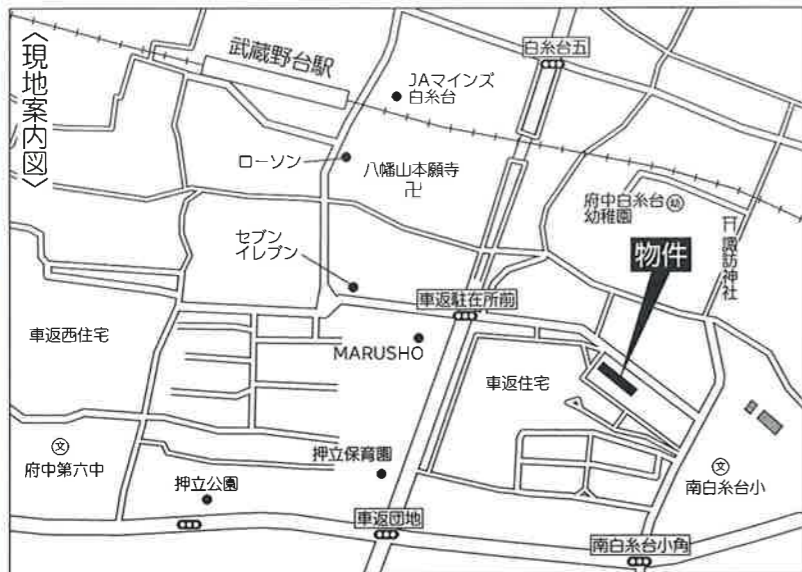 〈現地案内図〉
武蔵野台駅
白糸台五
JAマインズ
白糸台
ローソン
八幡山本願寺
卍
府中白糸台
幼稚園
幼
諏訪神社
セブン
イレブン
物件
車返駐在所前
車返西住宅
MARUSHO
車返住宅
文
府中第六中
押立保育園
押立公園
文
南白糸台小
車返団地
南白糸台小角